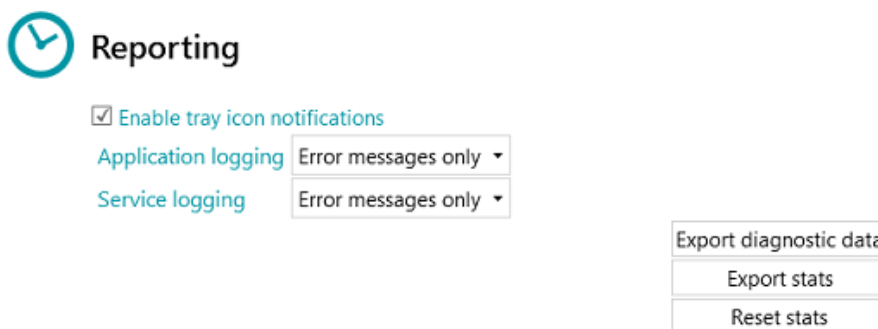 Reporting
Enable tray icon notifications
Application logging Error messages only
Service logging Error messages only
Export diagnostic data
Export stats
Reset stats